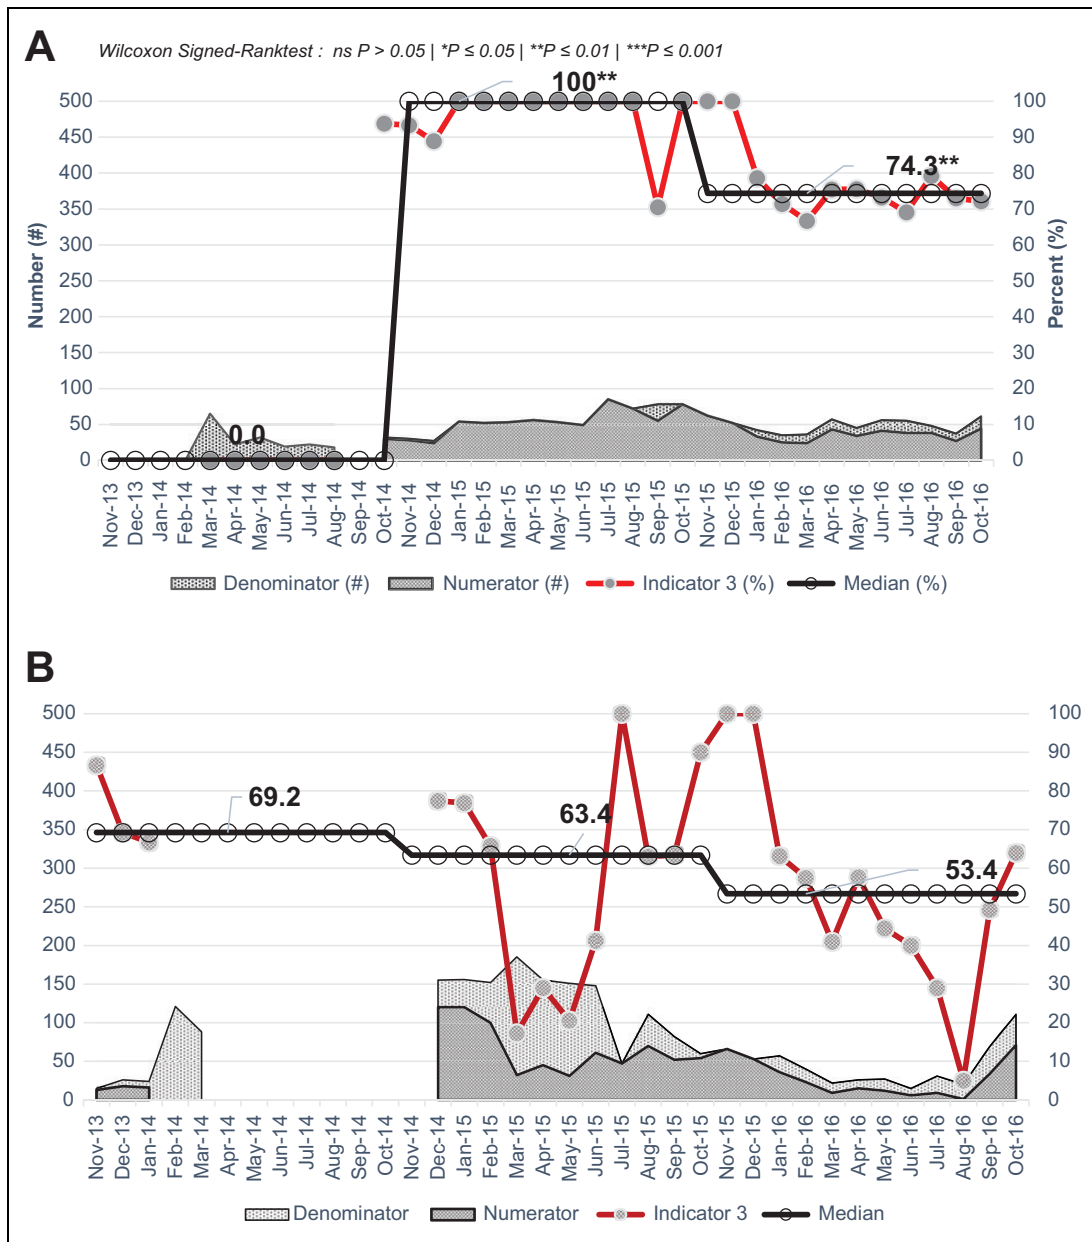 A
Wilcoxon Signed-Ranktest : ns P > 0.05 | *P ≤ 0.05 | **P ≤ 0.01 | ***P ≤ 0.001
100**
74.3**
0 0
Number (#)
500
450
400
350
300
250
200
150
100
50
0
100
90
80
70
60
50
40
30
20
10
0
Percent (%)
Nov-13
Dec-13
Jan-14
Feb-14
Mar-14
Apr-14
May-14
Jun-14
Jul-14
Aug-14
Sep-14
Oct-14
Nov-14
Dec-14
Jan-15
Feb-15
Mar-15
Apr-15
May-15
Jun-15
Jul-15
Aug-15
Sep-15
Oct-15
Nov-15
Dec-15
Jan-16
Feb-16
Mar-16
Apr-16
May-16
Jun-16
Jul-16
Aug-16
Sep-16
Oct-16
Denominator (#) Numerator (#) Indicator 3 (%) Median (%)
B
69.2
63.4
53.4
500
450
400
350
300
250
200
150
100
50
0
100
90
80
70
60
50
40
30
20
10
0
Nov-13
Dec-13
Jan-14
Feb-14
Mar-14
Apr-14
May-14
Jun-14
Jul-14
Aug-14
Sep-14
Oct-14
Nov-14
Dec-14
Jan-15
Feb-15
Mar-15
Apr-15
May-15
Jun-15
Jul-15
Aug-15
Sep-15
Oct-15
Nov-15
Dec-15
Jan-16
Feb-16
Mar-16
Apr-16
May-16
Jun-16
Jul-16
Aug-16
Sep-16
Oct-16
Denominator Numerator Indicator 3 Median